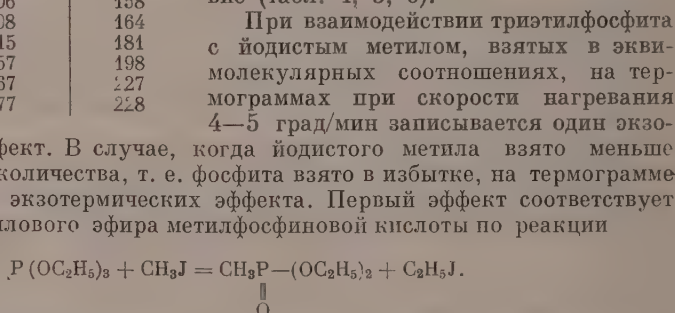 158
При взаимодействии триэтилфосфита
08 164
с йодистым метилом, взятых в экви-
15 181
молекулярных соотношениях, на тер-
57 198
мограммах при скорости нагревания
67 227
77 228
4—5 град/мин записывается один экзо-
фект. В случае, когда йодистого метила взято меньше
количества, т. е. фосфита взято в избытке, на термограмме
экзотермических эффекта. Первый эффект соответствует
илового эфира метилфосфиновой кислоты по реакции
P (OC₂H₅)₃ + CH₃J = CH₃P—(OC₂H₅)₂ + C₂H₅J.
||
O